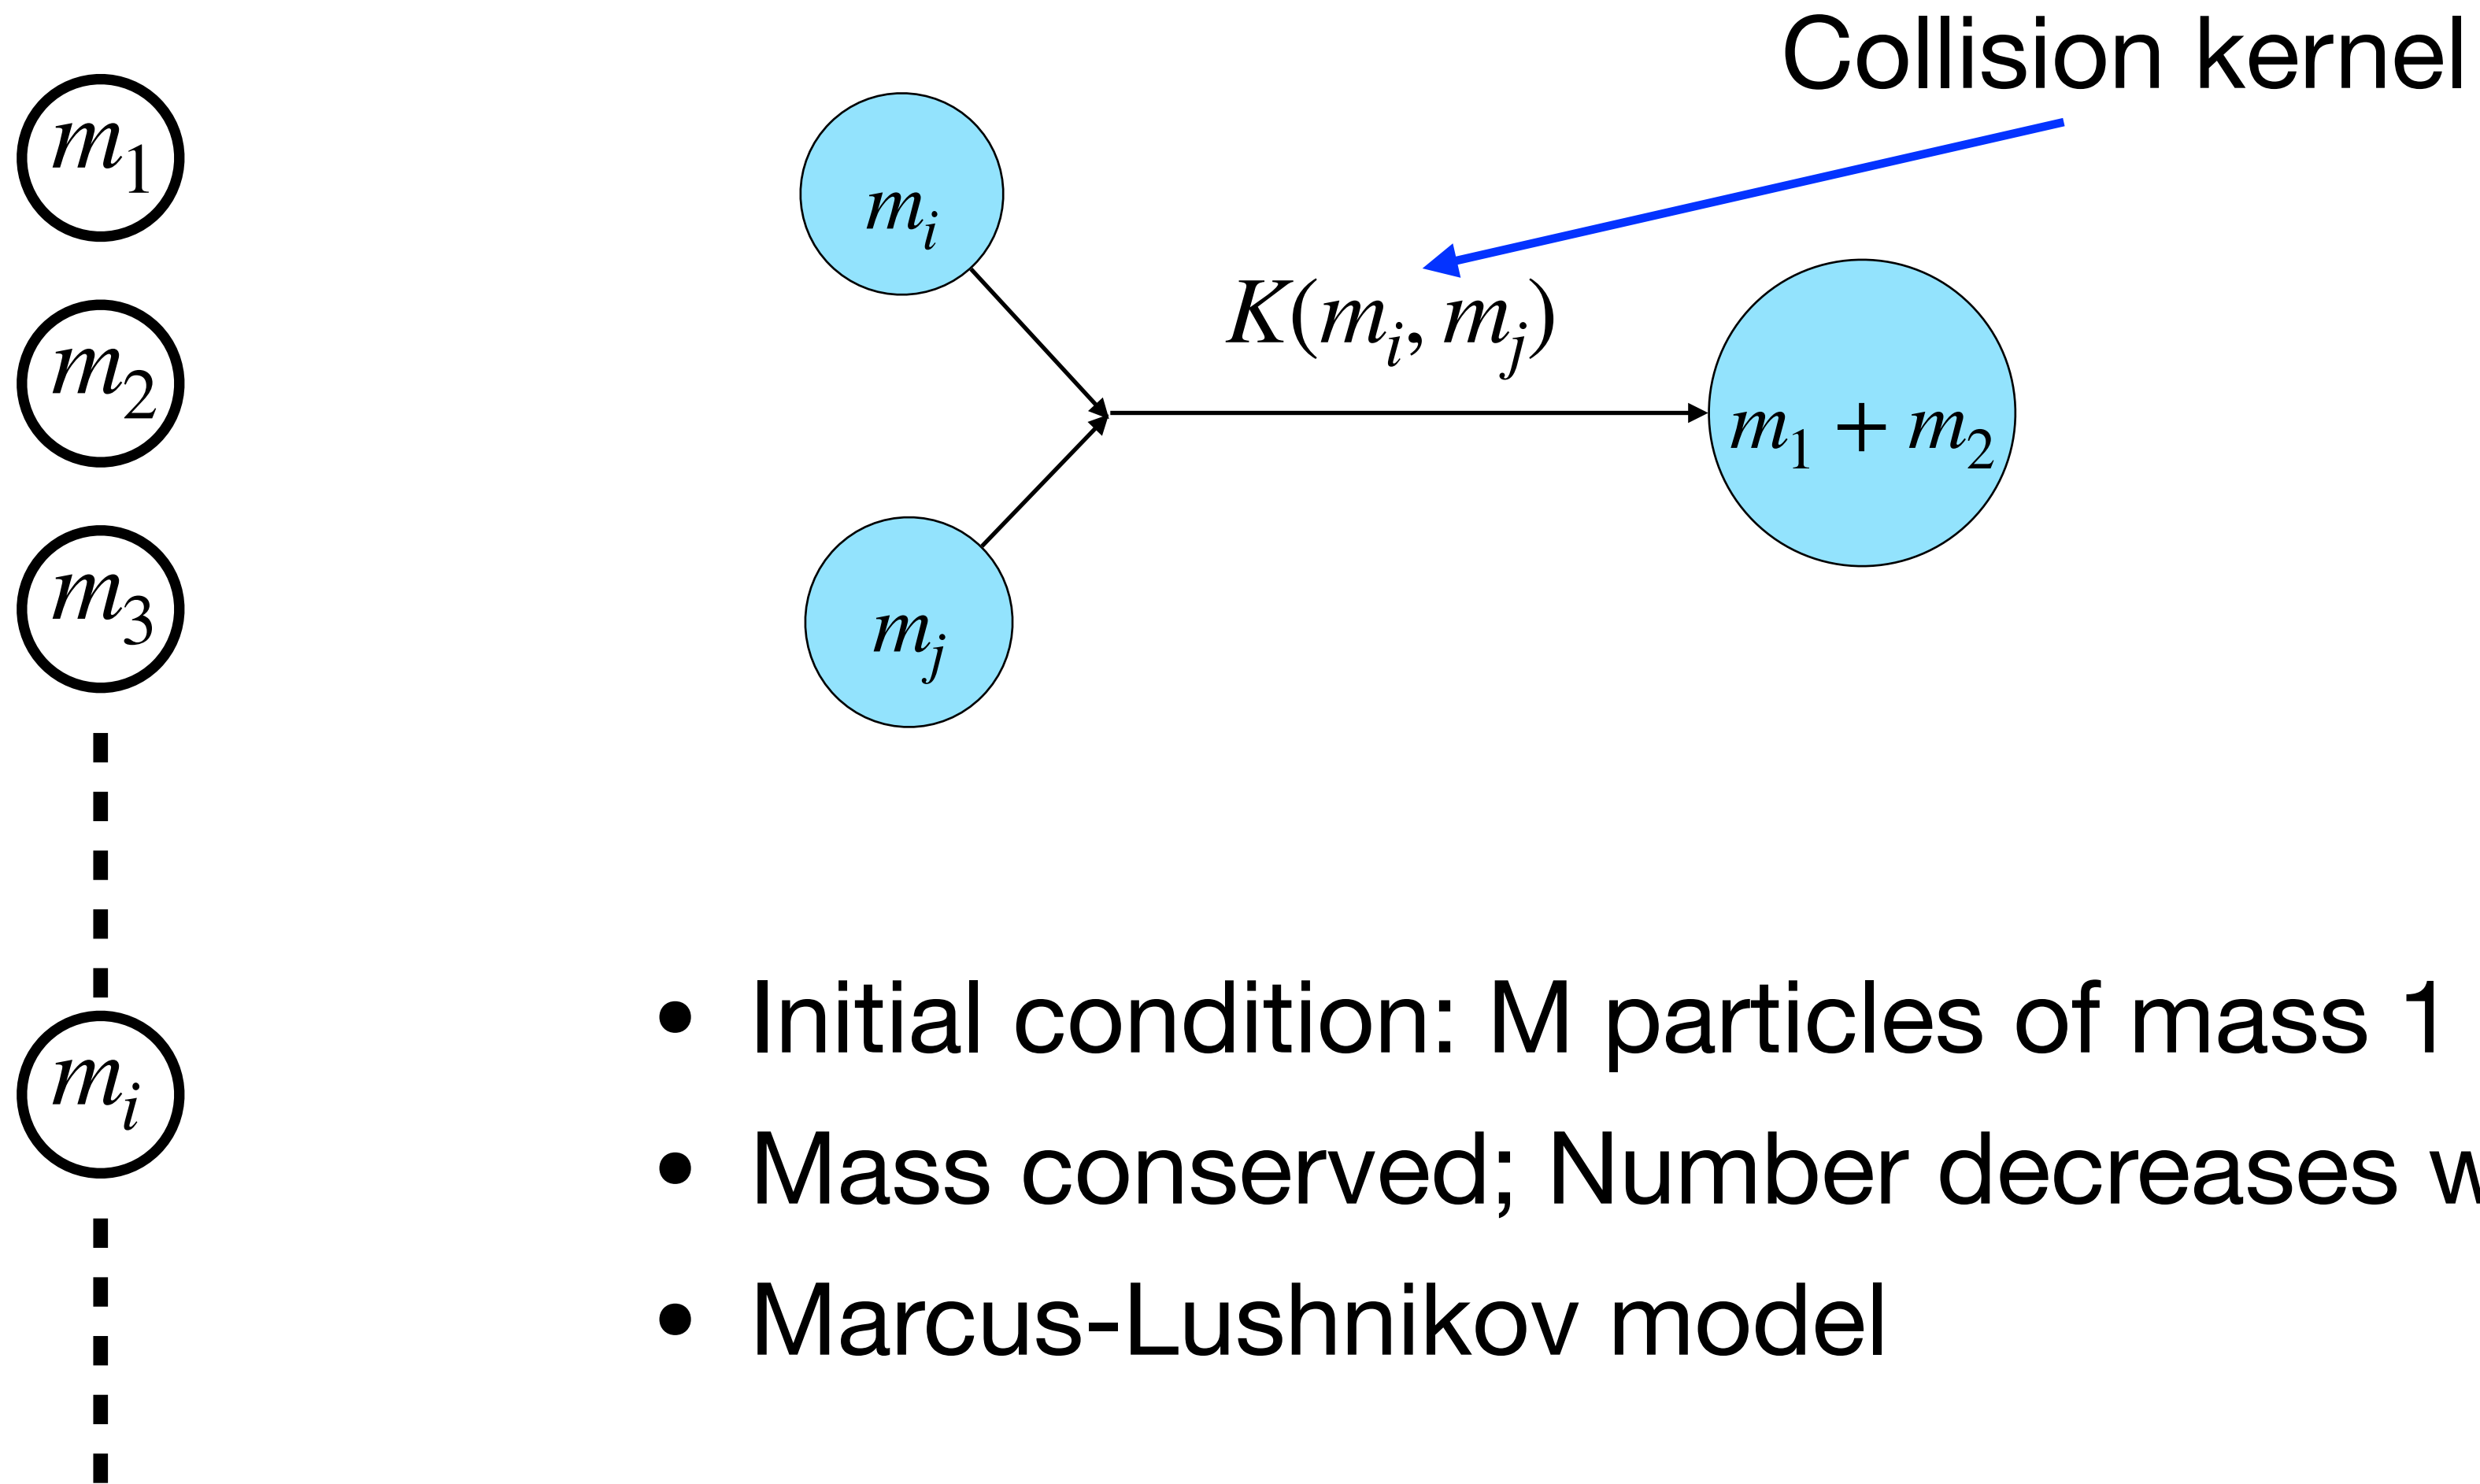 Collision kernel
m₁
m₂
m₃
mᵢ
mᵢ
mⱼ
K(mᵢ, mⱼ)
m₁ + m₂
• Initial condition: M particles of mass 1
• Mass conserved; Number decreases
• Marcus-Lushnikov model